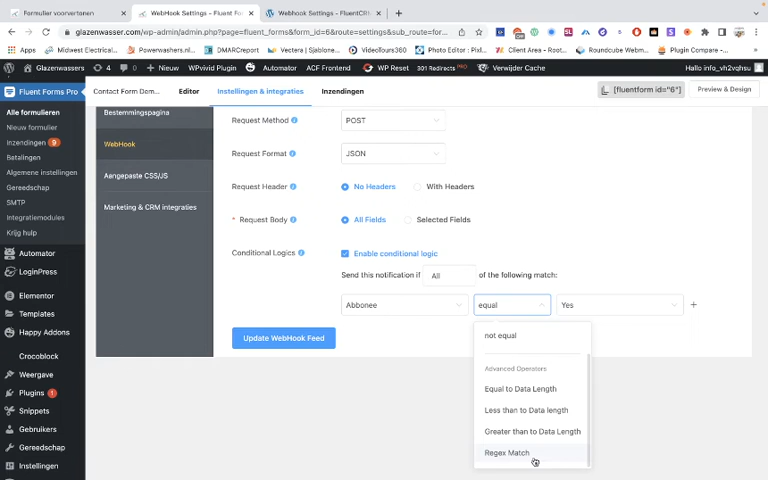 Formulier voorvertonen
WebHook Settings - Fluent For
Webhook Settings - FluentCRM
glazenwasser.com/wp-admin/admin.php?page=fluent_forms&form_id=6&route=settings&sub_route=for...
Apps
Midwest Electrical...
Powerwashers.nl...
DMARCreport
Vectera | Sjablone...
VideoTours360
Photo Editor : Pixl...
Client Area - Root...
Roundcube Webm...
Plugin Compare -...
Glazenwassers
4
0
Nieuw
WPvivid Plugin
Automator
ACF Frontend
WP Reset
301 Redirects PRO
Verwijder Cache
Hallo info_vh2vqhsu
Fluent Forms Pro
Contact Form Dem...
Editor
Instellingen & integraties
Inzendingen
[fluentform id="6"]
Preview & Design
Alle formulieren
Nieuw formulier
Inzendingen 9
Betalingen
Algemene instellingen
Gereedschap
SMTP
Integratiemodules
Krijg hulp
Automator
LoginPress
Elementor
Templates
Happy Addons
Crocoblock
Weergave
Plugins 1
Snippets
Gebruikers
Gereedschap
Instellingen
Bestemmingspagina
WebHook
Aangepaste CSS/JS
Marketing & CRM integraties
Request Method
POST
Request Format
JSON
Request Header
No Headers
With Headers
* Request Body
All Fields
Selected Fields
Conditional Logics
Enable conditional logic
Send this notification if
All
of the following match:
Abbonee
equal
Yes
+
Update WebHook Feed
not equal
Advanced Operators
Equal to Data Length
Less than to Data length
Greater than to Data Length
Regex Match